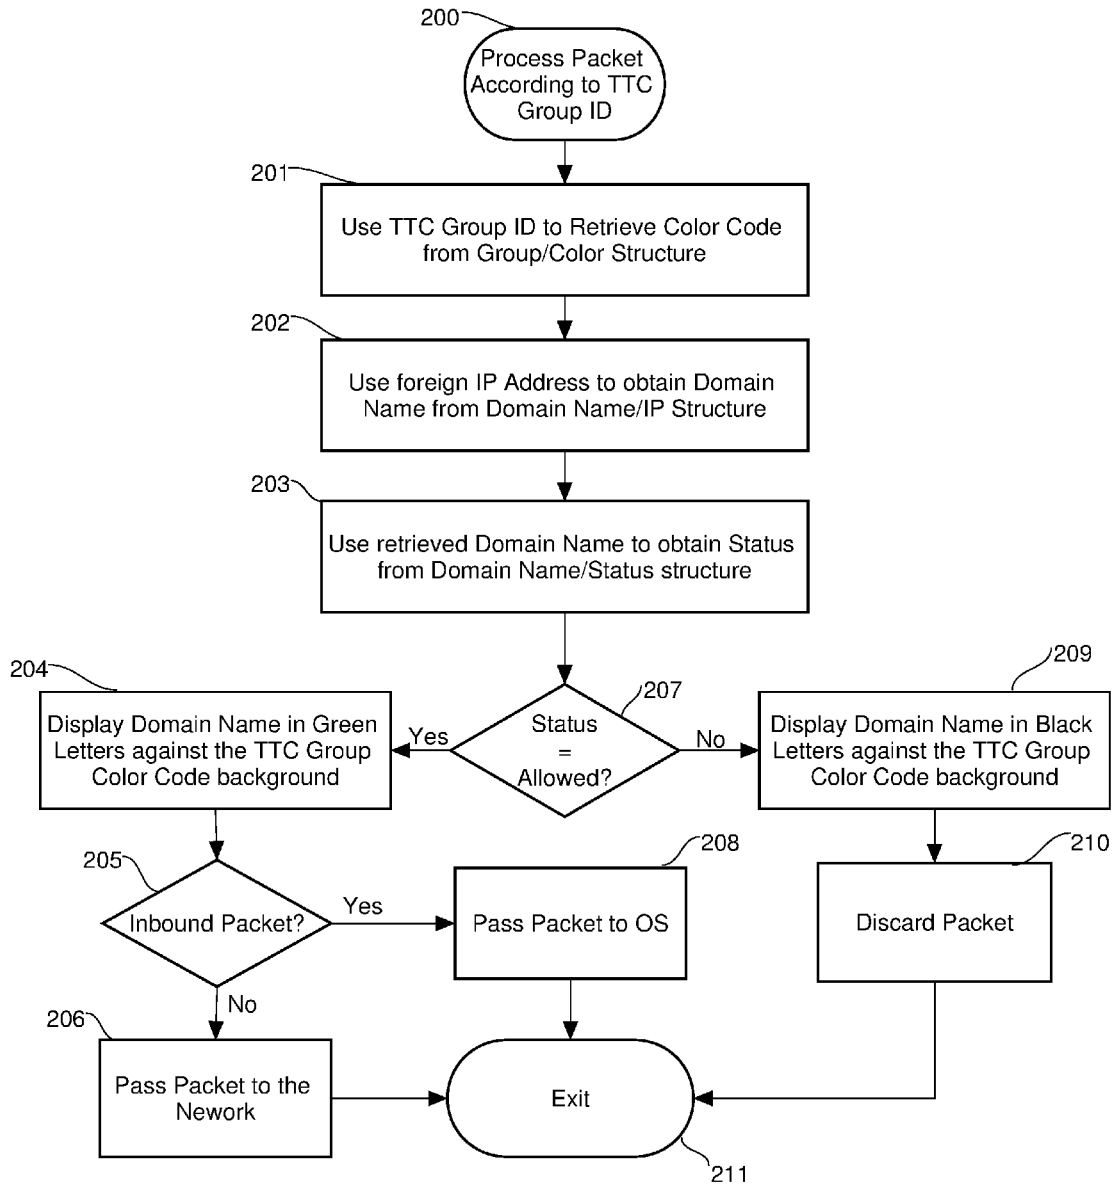 200
Process Packet
According to TTC
Group ID
201
Use TTC Group ID to Retrieve Color Code
from Group/Color Structure
202
Use foreign IP Address to obtain Domain
Name from Domain Name/IP Structure
203
Use retrieved Domain Name to obtain Status
from Domain Name/Status structure
204
Display Domain Name in Green
Letters against the TTC Group
Color Code background
Yes
207
Status
=
Allowed?
No
209
Display Domain Name in Black
Letters against the TTC Group
Color Code background
205
Inbound Packet?
Yes
208
Pass Packet to OS
210
Discard Packet
No
206
Pass Packet to the
Nework
Exit
211